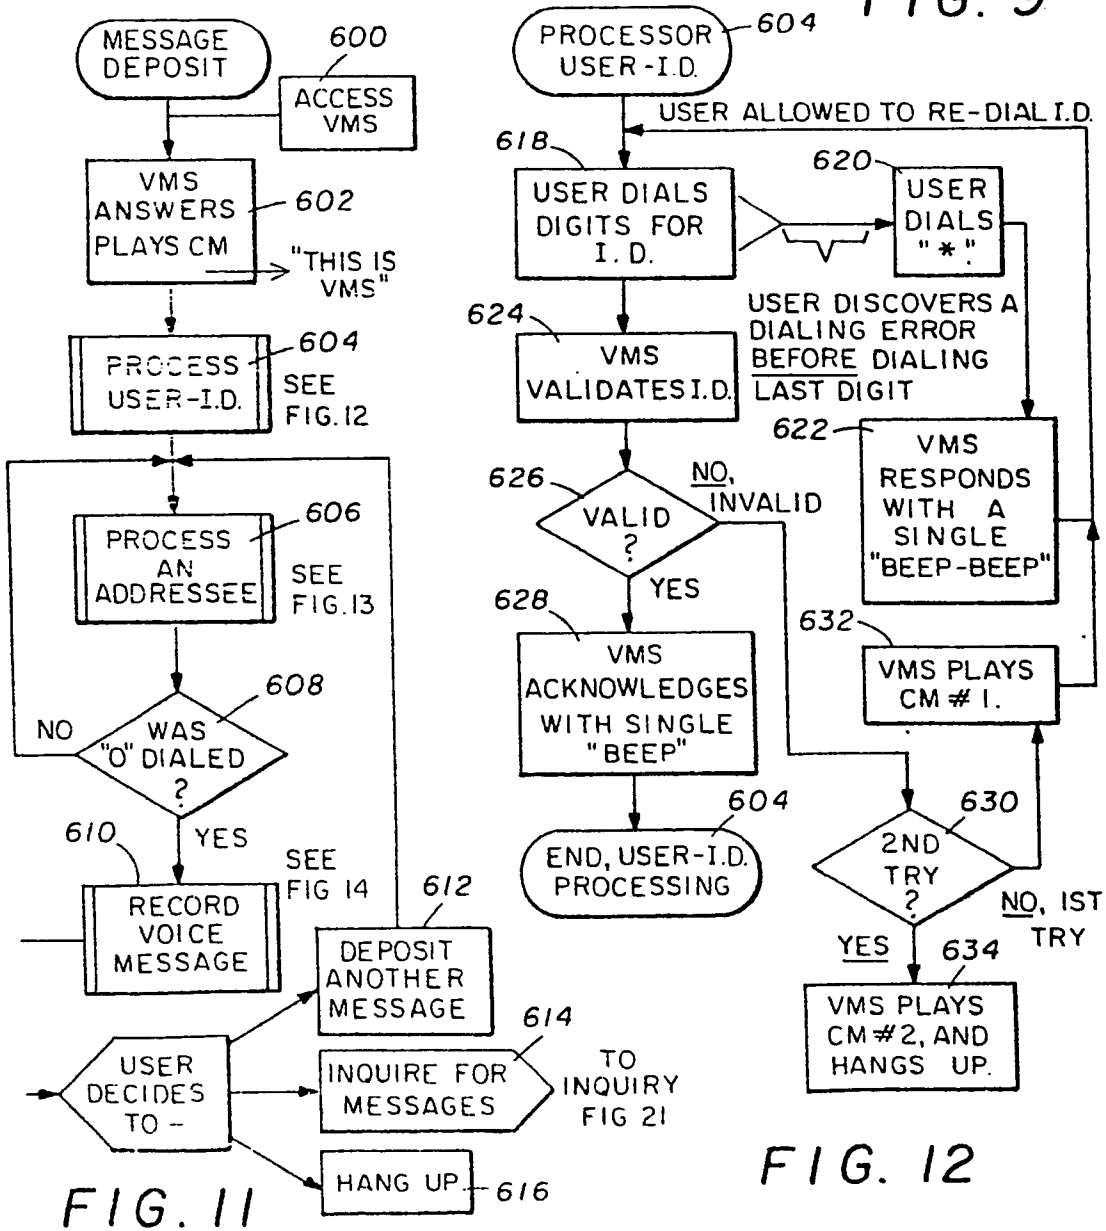 FIG. 9
MESSAGE
DEPOSIT
600
ACCESS
VMS
VMS
ANSWERS
PLAYS CM
602
"THIS IS
VMS"
604
PROCESS
USER-I.D.
SEE
FIG.12
606
PROCESS
AN
ADDRESSEE
SEE
FIG.13
608
NO
WAS
"O" DIALED
?
YES
610
SEE
FIG 14
RECORD
VOICE
MESSAGE
612
DEPOSIT
ANOTHER
MESSAGE
USER
DECIDES
TO -
614
INQUIRE FOR
MESSAGES
TO
INQUIRY
FIG 21
HANG UP.
616
FIG. 11
PROCESSOR
USER-I.D.
604
USER ALLOWED TO RE-DIAL I.D.
618
USER DIALS
DIGITS FOR
I. D.
620
USER
DIALS
"*".
USER DISCOVERS A
DIALING ERROR
BEFORE DIALING
LAST DIGIT
624
VMS
VALIDATES I.D.
622
VMS
RESPONDS
WITH A
SINGLE
"BEEP-BEEP"
626
VALID
?
NO,
INVALID
YES
628
VMS
ACKNOWLEDGES
WITH SINGLE
"BEEP"
632
VMS PLAYS
CM # 1.
604
END, USER-I.D.
PROCESSING
630
2ND
TRY
?
NO, IST
TRY
YES
634
VMS PLAYS
CM#2, AND
HANGS UP.
FIG. 12